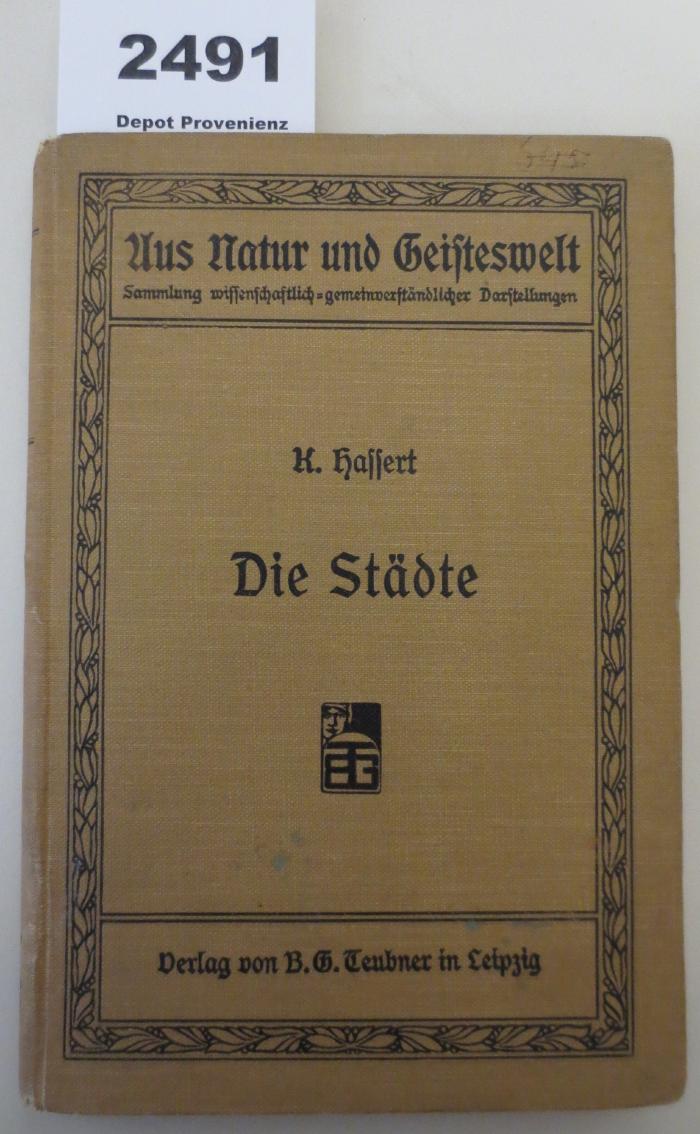 2491
Depot Provenienz
Aus Natur und Geisteswelt
Sammlung wissenschaftlich=gemeinverständlicher Darstellungen
K. Hassert
Die Städte
BTG
Verlag von B. G. Teubner in Leipzig